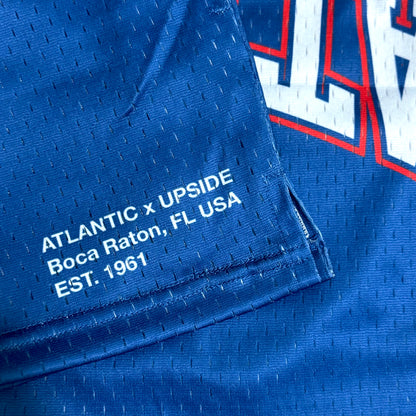 ATLANTIC x UPSIDE
Boca Raton, FL USA
EST. 1961